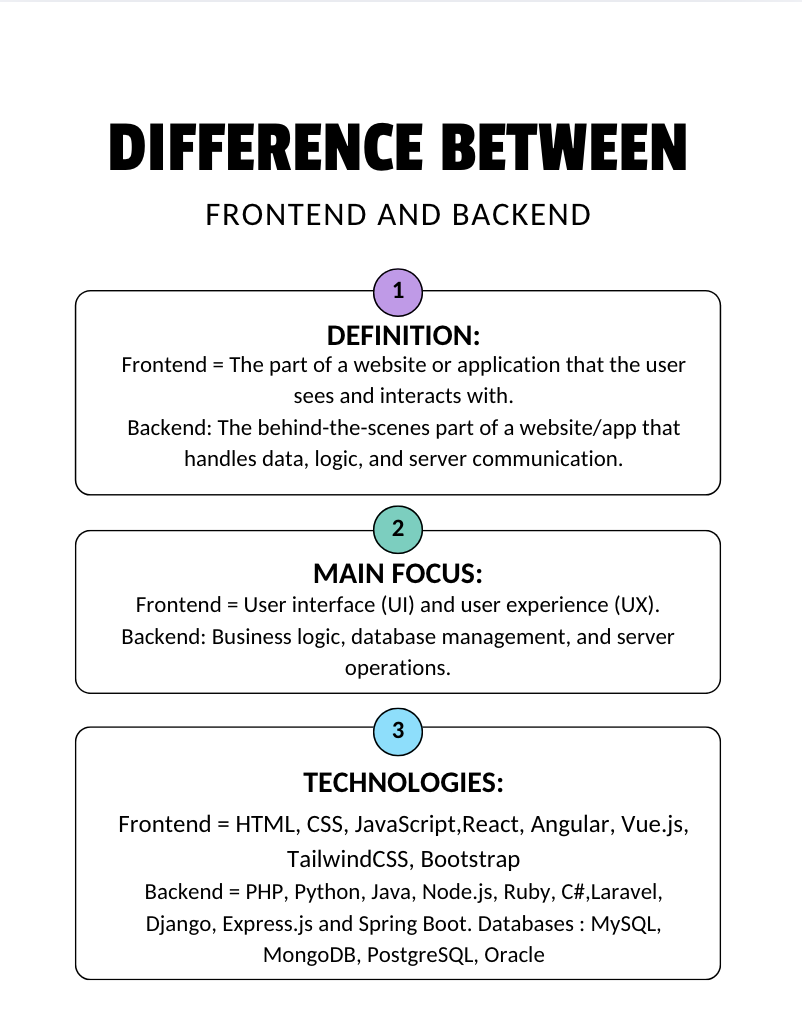 DIFFERENCE BETWEEN
FRONTEND AND BACKEND
1
DEFINITION:
Frontend = The part of a website or application that the user
sees and interacts with.
Backend: The behind-the-scenes part of a website/app that
handles data, logic, and server communication.
2
MAIN FOCUS:
Frontend = User interface (UI) and user experience (UX).
Backend: Business logic, database management, and server
operations.
3
TECHNOLOGIES:
Frontend = HTML, CSS, JavaScript,React, Angular, Vue.js,
TailwindCSS, Bootstrap
Backend = PHP, Python, Java, Node.js, Ruby, C#,Laravel,
Django, Express.js and Spring Boot. Databases : MySQL,
MongoDB, PostgreSQL, Oracle